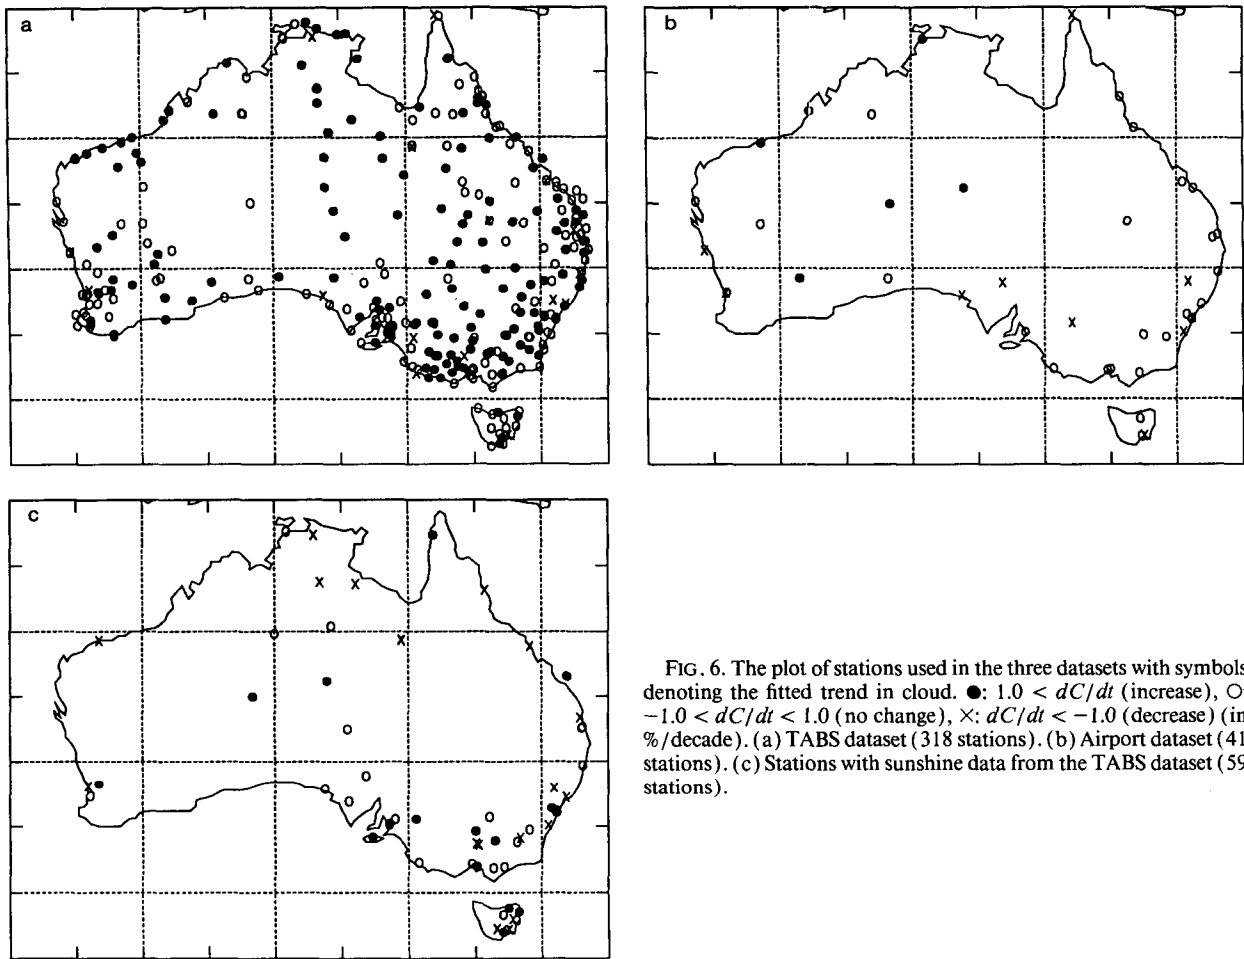 a
b
c
FIG. 6. The plot of stations used in the three datasets with symbols
denoting the fitted trend in cloud. ●: 1.0 < dC/dt (increase), ○:
−1.0 < dC/dt < 1.0 (no change), ×: dC/dt < −1.0 (decrease) (in
%/decade). (a) TABS dataset (318 stations). (b) Airport dataset (41
stations). (c) Stations with sunshine data from the TABS dataset (59
stations).